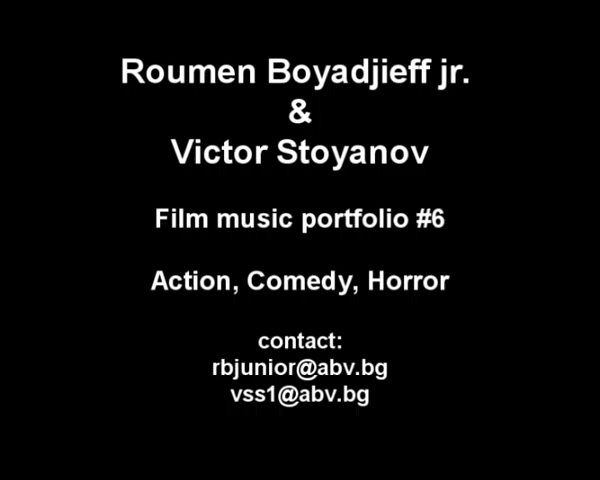 Roumen Boyadjieff jr.
&
Victor Stoyanov
Film music portfolio #6
Action, Comedy, Horror
contact:
rbjunior@abv.bg
vss1@abv.bg